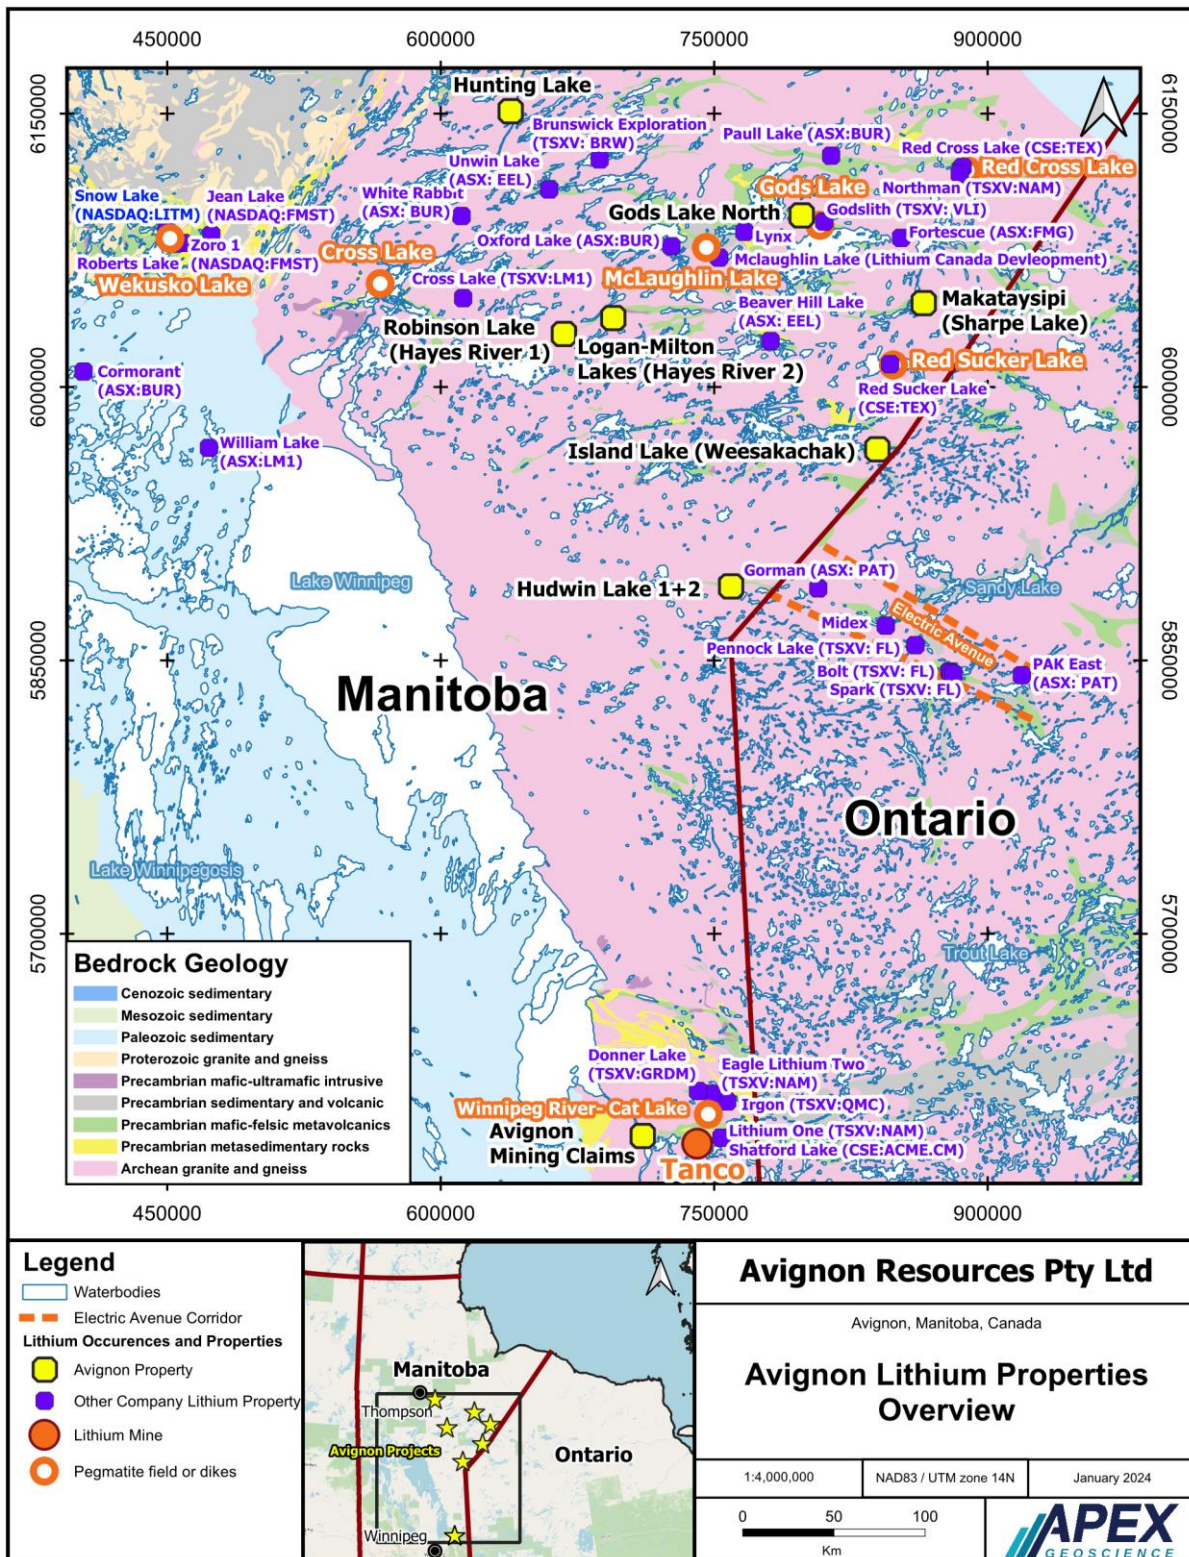 450000
600000
750000
900000
6150000
6150000
Hunting Lake
Brunswick Exploration
(TSXV: BRW)
Paull Lake (ASX:BUR)
Red Cross Lake (CSE:TEX)
Unwin Lake
(ASX: EEL)
Red Cross Lake
Snow Lake
(NASDAQ:LITM)
Jean Lake
(NASDAQ:FMST)
White Rabbt
(ASX: BUR)
Gods Lake
Northman (TSXV:NAM)
Gods Lake North
Godslith (TSXV: VLI)
Zoro 1
(NASDAQ:FMST)
Roberts Lake
Wekusko Lake
Cross Lake
Oxford Lake (ASX:BUR)
Lynx
Fortescue (ASX:FMG)
Mclaughlin Lake (Lithium Canada Devleopment)
McLaughlin Lake
Cross Lake (TSXV:LM1)
Beaver Hill Lake
(ASX: EEL)
Makataysipi
(Sharpe Lake)
Robinson Lake
(Hayes River 1)
Logan-Milton
Lakes (Hayes River 2)
Red Sucker Lake
Cormorant
(ASX:BUR)
6000000
6000000
Red Sucker Lake
(CSE:TEX)
William Lake
(ASX:LM1)
Island Lake (Weesakachak)
Lake Winnipeg
Hudwin Lake 1+2
Gorman (ASX: PAT)
Sandy Lake
Electric Avenue
Midex
Pennock Lake (TSXV: FL)
Bolt (TSXV: FL)
Spark (TSXV: FL)
PAK East
(ASX: PAT)
5850000
5850000
Manitoba
Ontario
Lake Winnipegosis
5700000
5700000
Trout Lake
Bedrock Geology
Cenozoic sedimentary
Mesozoic sedimentary
Paleozoic sedimentary
Proterozoic granite and gneiss
Precambrian mafic-ultramafic intrusive
Precambrian sedimentary and volcanic
Precambrian mafic-felsic metavolcanics
Precambrian metasedimentary rocks
Archean granite and gneiss
Donner Lake
(TSXV:GRDM)
Eagle Lithium Two
(TSXV:NAM)
Irgon (TSXV:QMC)
Winnipeg River- Cat Lake
Avignon
Mining Claims
Lithium One (TSXV:NAM)
Shatford Lake (CSE:ACME.CM)
Tanco
450000
600000
750000
900000
Legend
Waterbodies
Electric Avenue Corridor
Lithium Occurences and Properties
Avignon Property
Other Company Lithium Property
Lithium Mine
Pegmatite field or dikes
Manitoba
Thompson
Avignon Projects
Ontario
Winnipeg
Avignon Resources Pty Ltd
Avignon, Manitoba, Canada
Avignon Lithium Properties
Overview
1:4,000,000
NAD83 / UTM zone 14N
January 2024
0
50
100
Km
APEX
GEOSCIENCE